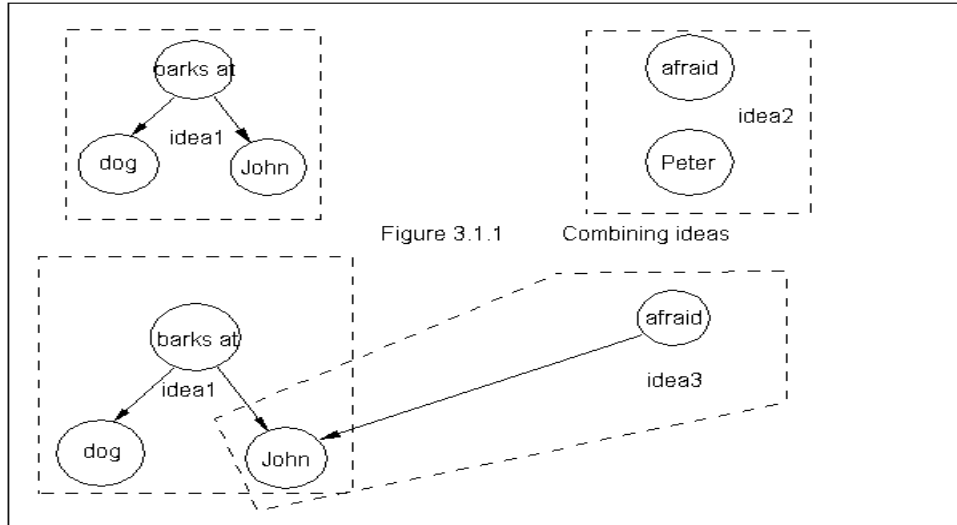 barks at
idea1
dog
John
afraid
idea2
Peter
Figure 3.1.1 Combining ideas
barks at
idea1
dog
John
afraid
idea3